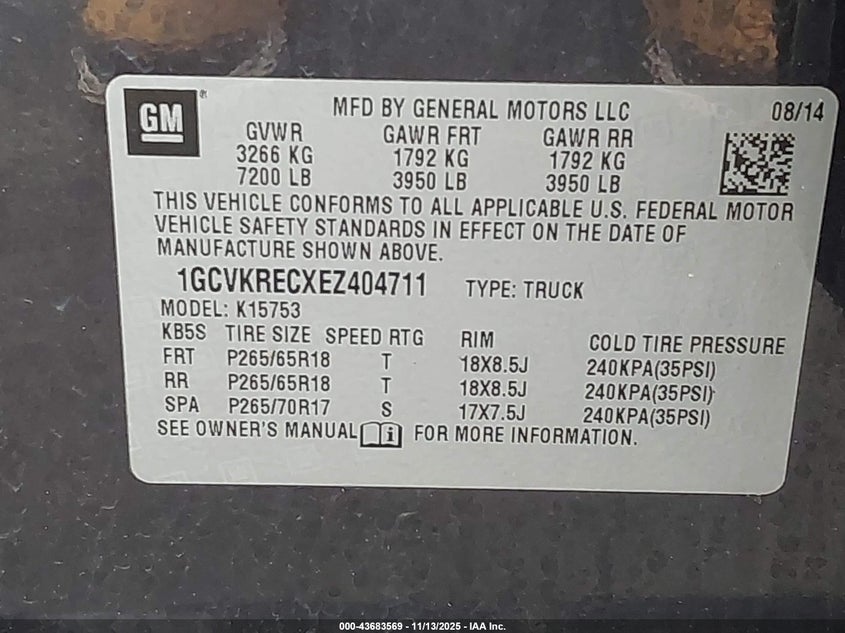 GM ®
MFD BY GENERAL MOTORS LLC 08/14
GVWR GAWR FRT GAWR RR
3266 KG 1792 KG 1792 KG
7200 LB 3950 LB 3950 LB
THIS VEHICLE CONFORMS TO ALL APPLICABLE U.S. FEDERAL MOTOR
VEHICLE SAFETY STANDARDS IN EFFECT ON THE DATE OF
MANUFACTURE SHOWN ABOVE.
1GCVKRECXEZ404711 TYPE: TRUCK
MODEL: K15753
KB5S TIRE SIZE SPEED RTG RIM COLD TIRE PRESSURE
FRT P265/65R18 T 18X8.5J 240KPA(35PSI)
RR P265/65R18 T 18X8.5J 240KPA(35PSI)
SPA P265/70R17 S 17X7.5J 240KPA(35PSI)
SEE OWNER'S MANUAL i FOR MORE INFORMATION.
000-43683569 - 11/13/2025 - IAA Inc.